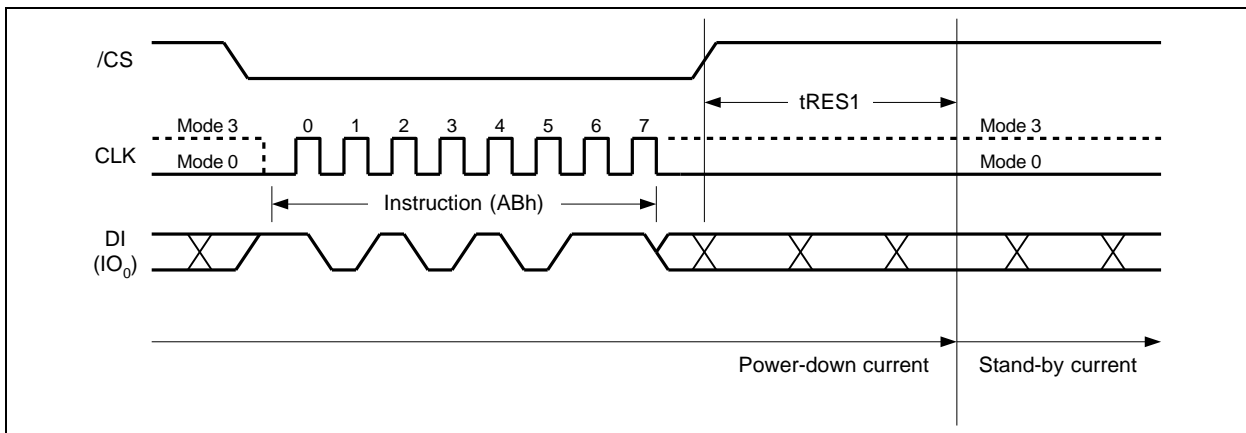 /CS
tRES1
Mode 3 0 1 2 3 4 5 6 7 Mode 3
CLK
Mode 0 Mode 0
Instruction (ABh)
DI
(IO₀)
Power-down current Stand-by current